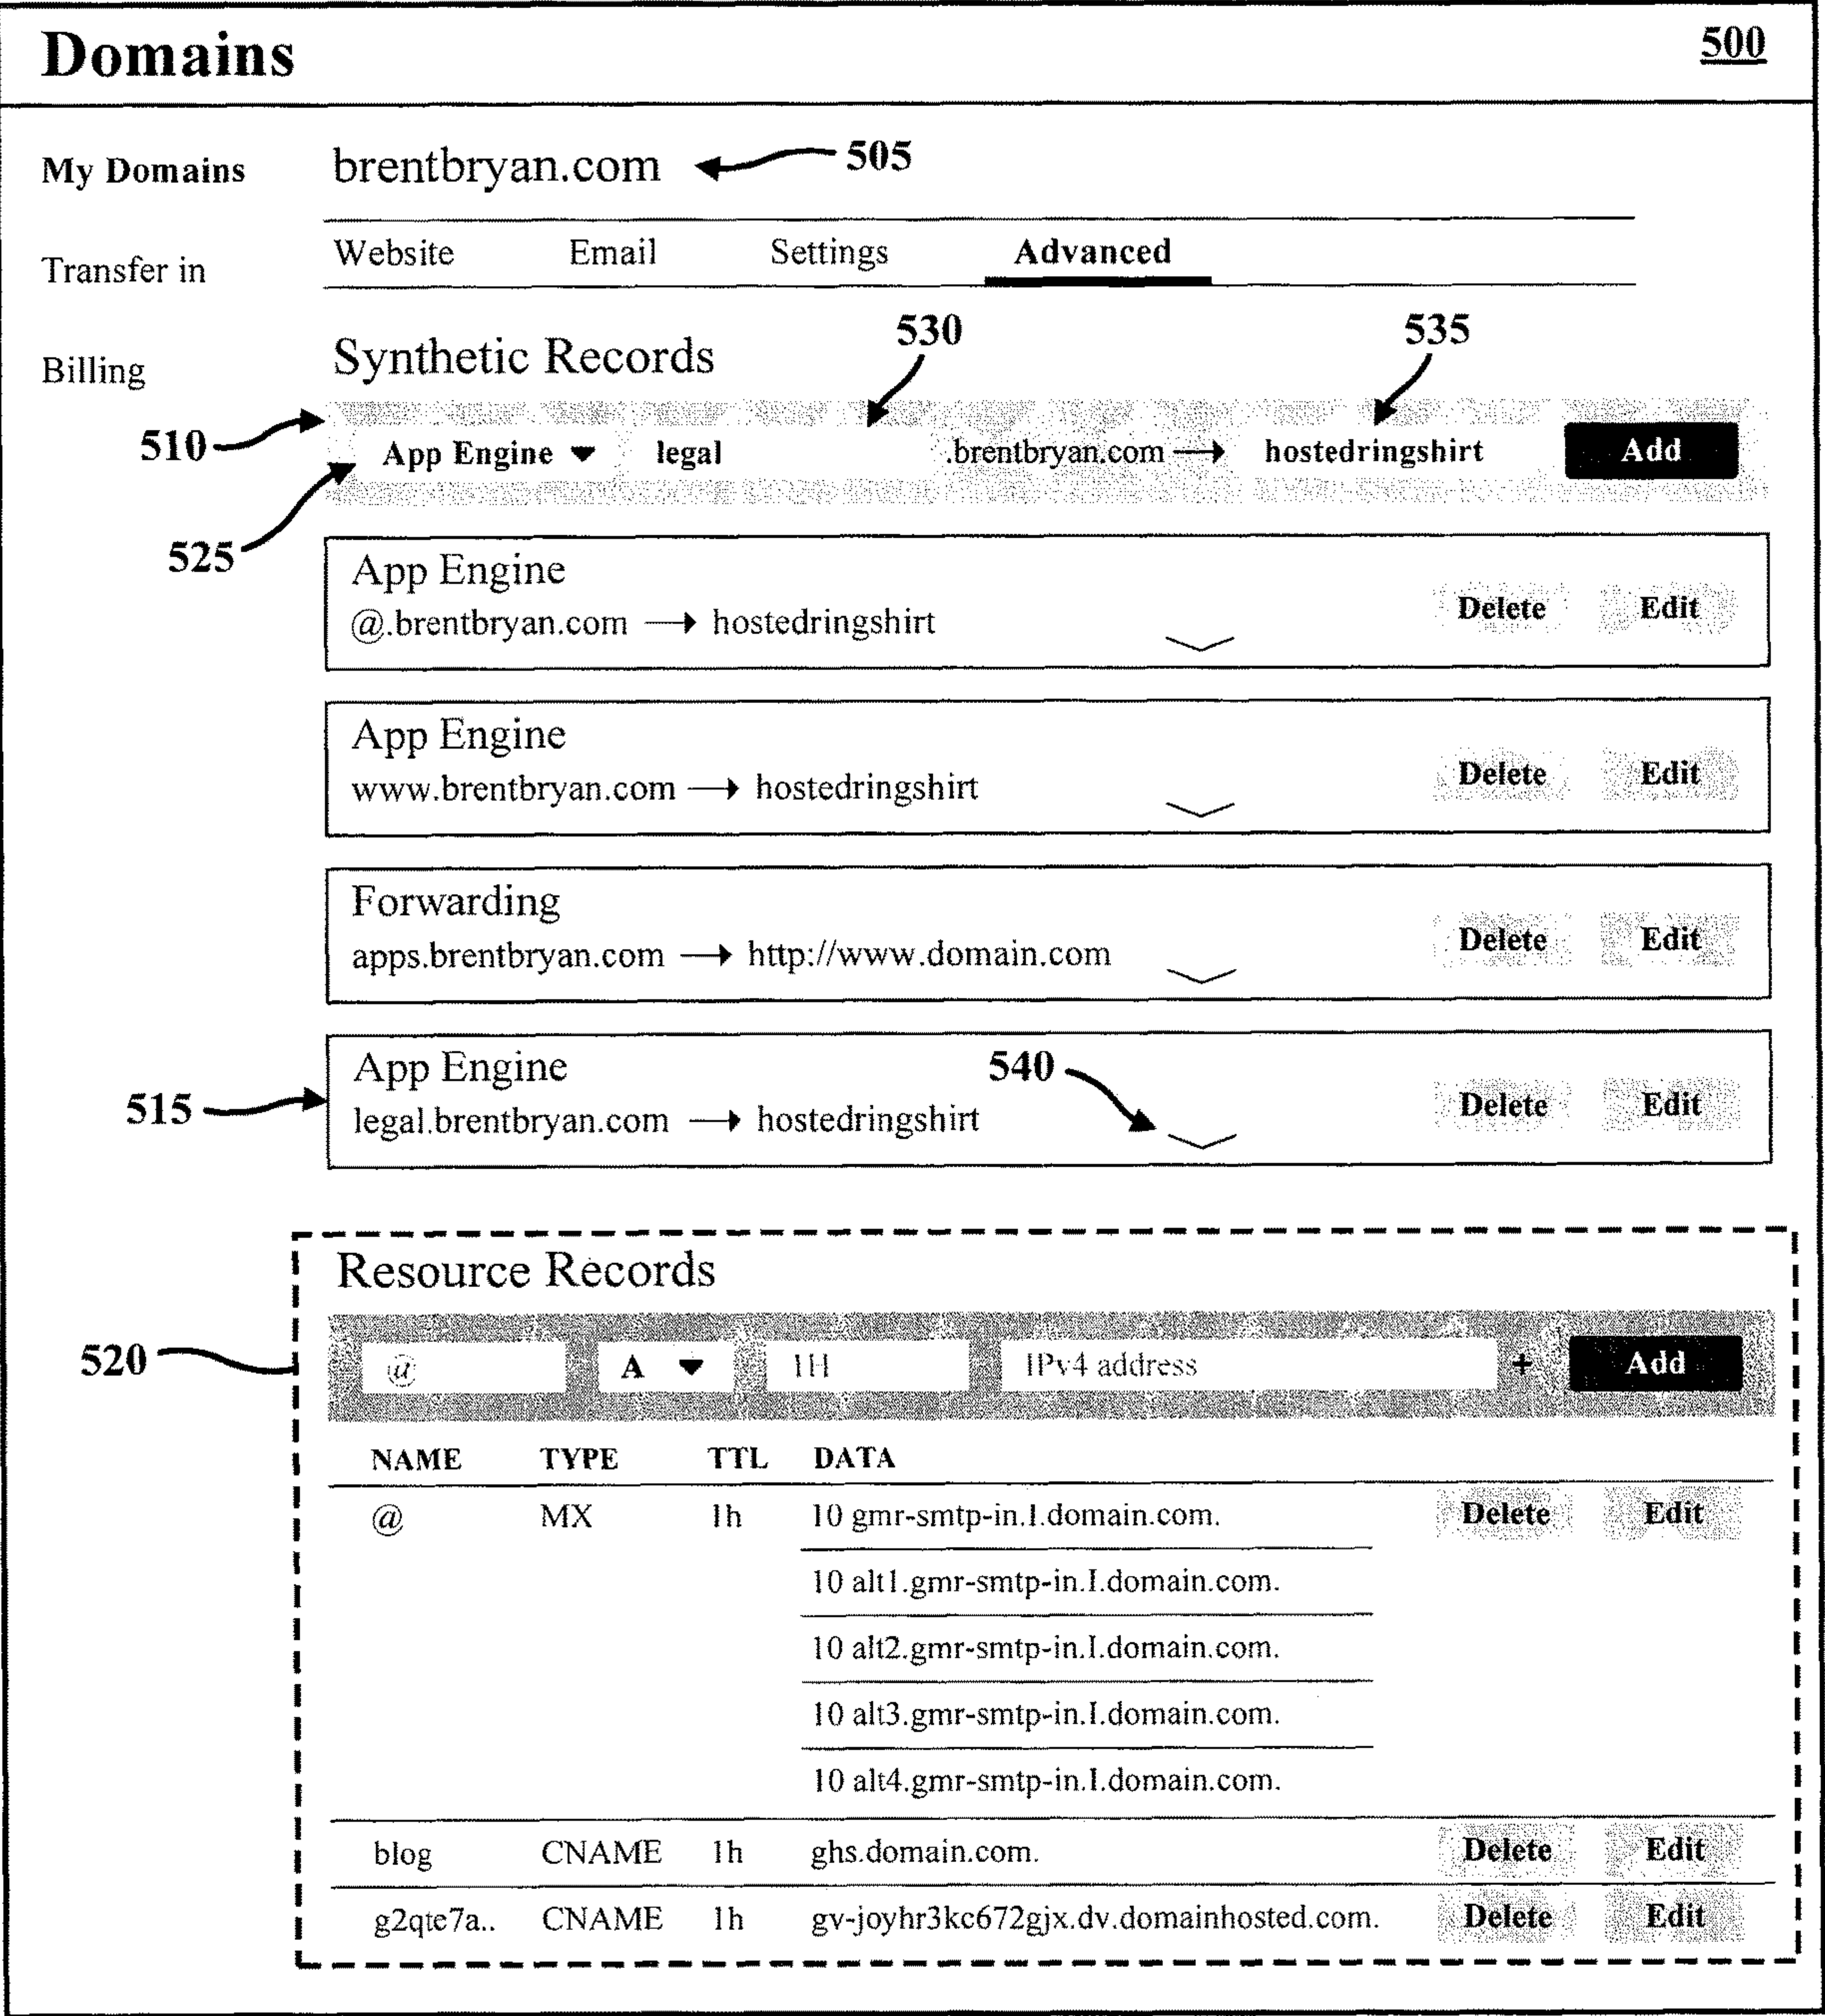 Domains 500
My Domains brentbryan.com 505
Website Email Settings Advanced
Transfer in
Synthetic Records 530 535
Billing
510
App Engine legal .brentbryan.com → hostedringshirt Add
525
App Engine
@.brentbryan.com → hostedringshirt Delete Edit
App Engine
www.brentbryan.com → hostedringshirt Delete Edit
Forwarding
apps.brentbryan.com → http://www.domain.com Delete Edit
App Engine 540
515 legal.brentbryan.com → hostedringshirt Delete Edit
Resource Records
520 @ A 1H IPv4 address + Add
NAME TYPE TTL DATA
@ MX 1h 10 gmr-smtp-in.l.domain.com. Delete Edit
10 alt1.gmr-smtp-in.I.domain.com.
10 alt2.gmr-smtp-in.I.domain.com.
10 alt3.gmr-smtp-in.I.domain.com.
10 alt4.gmr-smtp-in.I.domain.com.
blog CNAME 1h ghs.domain.com. Delete Edit
g2qte7a.. CNAME 1h gv-joyhr3kc672gjx.dv.domainhosted.com. Delete Edit